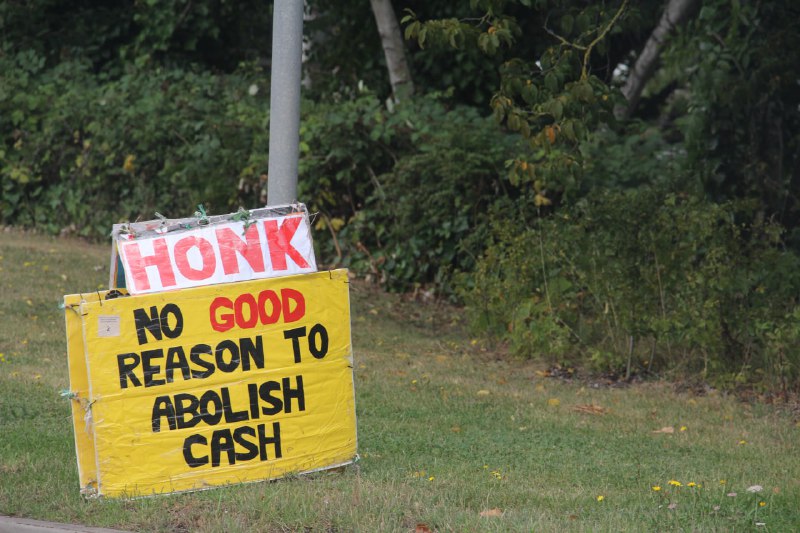 HONK
NO GOOD
REASON TO
ABOLISH
CASH